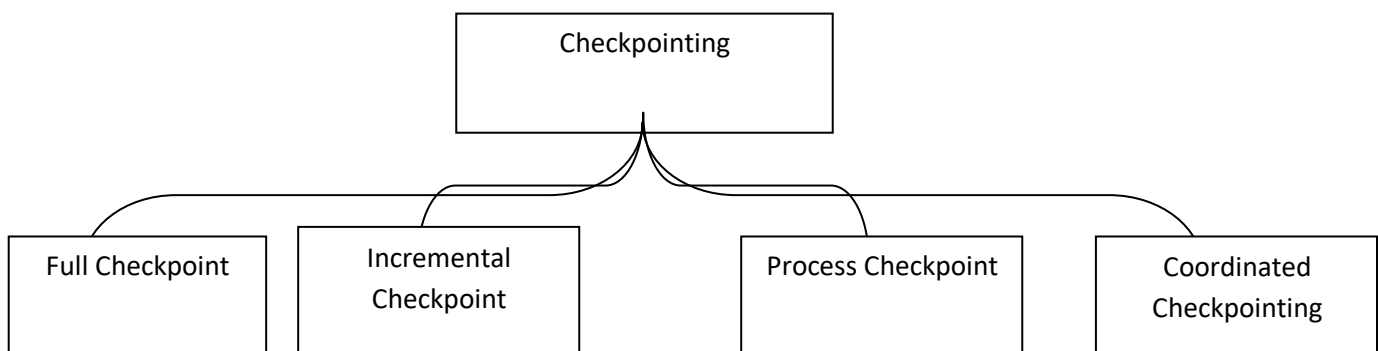 Checkpointing
Full Checkpoint
Incremental
Checkpoint
Process Checkpoint
Coordinated
Checkpointing